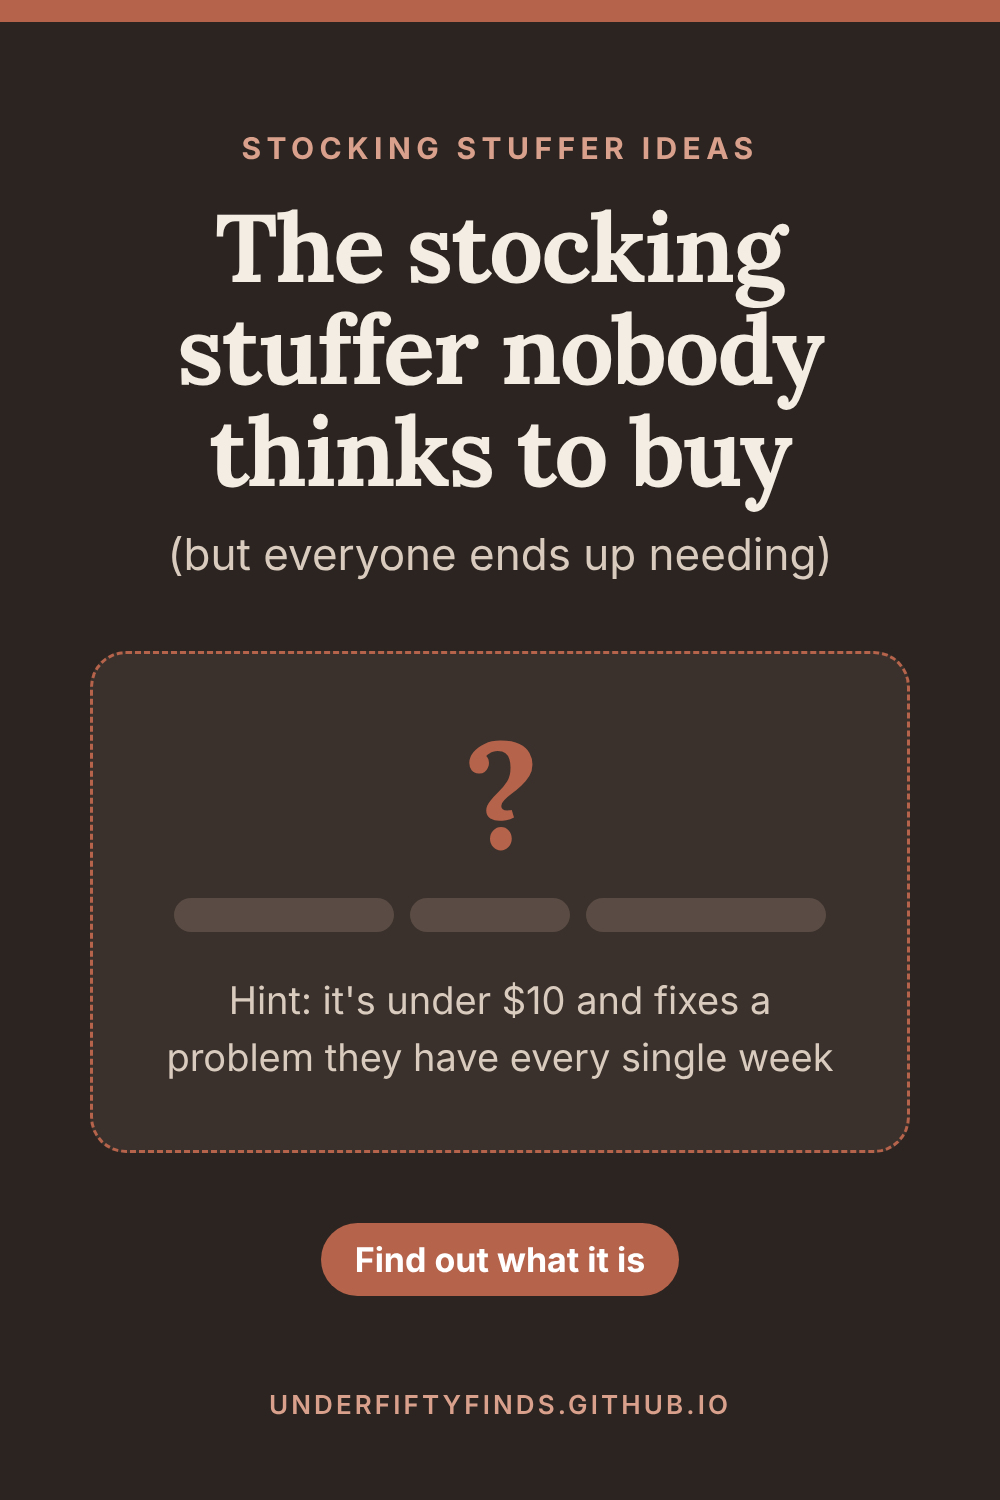 STOCKING STUFFER IDEAS
The stocking
stuffer nobody
thinks to buy
(but everyone ends up needing)
?
Hint: it's under $10 and fixes a
problem they have every single week
Find out what it is
UNDERFIFTYFINDS.GITHUB.IO